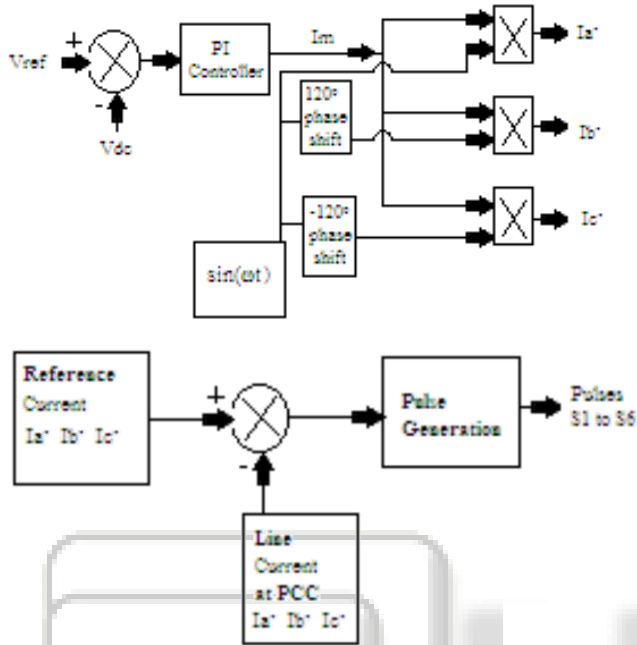 +
Vref
-
Vdc
PI
Controller
Im
Ia*
120°
phase
shift
Ib*
-120°
phase
shift
Ic*
sin(ωt)
Reference
Current
Ia* Ib* Ic*
+
-
Pulse
Generation
Pulses
S1 to S6
Line
Current
at PCC
Ia* Ib* Ic*